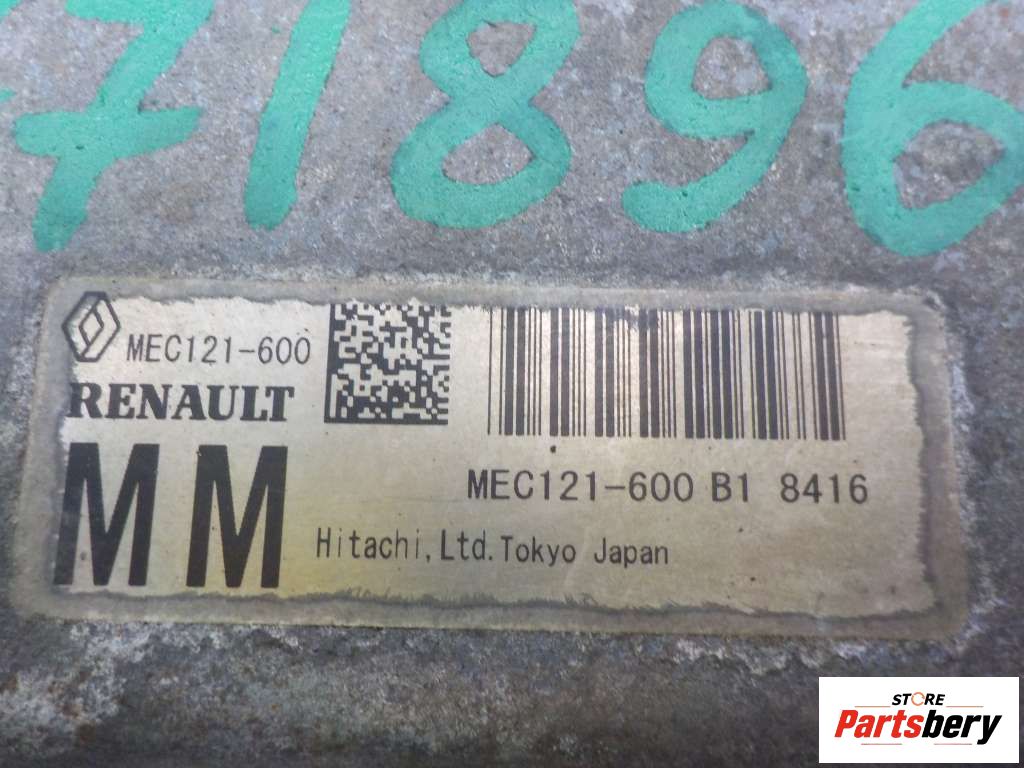 71896
MEC121-600
RENAULT
MM
MEC121-600 B1 8416
Hitachi, Ltd. Tokyo Japan
STORE
Partsbery